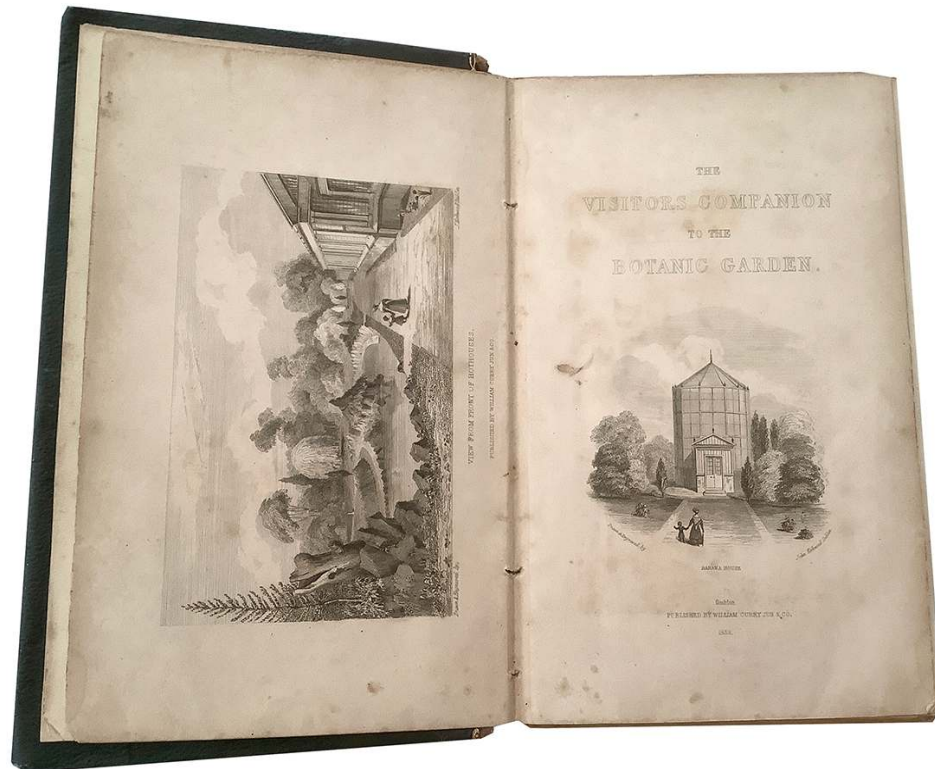 VIEW FROM FRONT OF HOTHOUSES.
PUBLISHED BY WILLIAM CURRY JUN & CO.
THE
VISITORS COMPANION
TO THE
BOTANIC GARDEN.
BANANA HOUSE
Dublin
PUBLISHED BY WILLIAM CURRY JUN & CO.